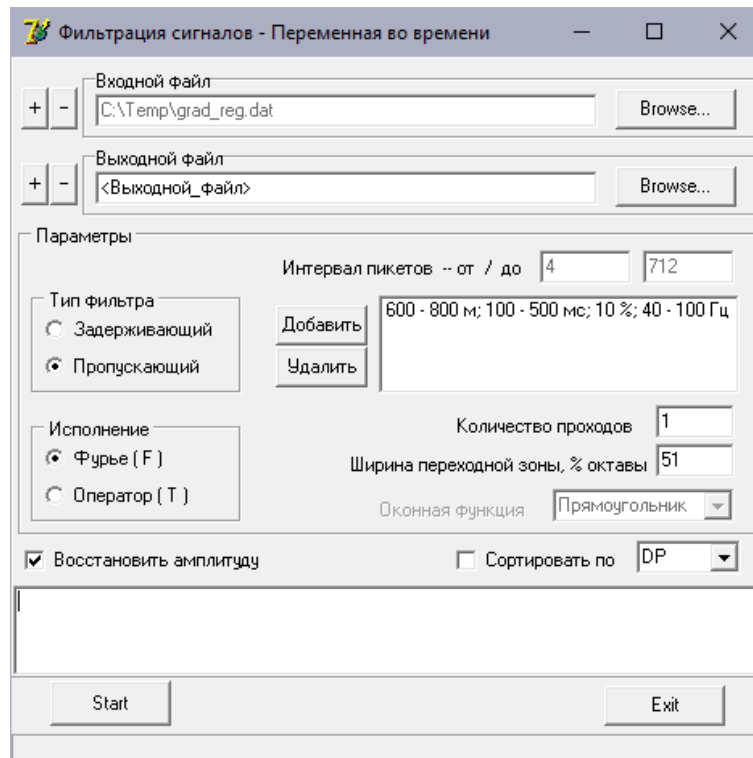 Фильтрация сигналов - Переменная во времени
Входной файл
+ - C:\Temp\grad_reg.dat Browse...
Выходной файл
+ - <Выходной_файл> Browse...
Параметры
Интервал пикетов -- от / до 4 712
Тип фильтра
Задерживающий
Пропускающий
Добавить
Удалить
600 - 800 м; 100 - 500 мс; 10 %; 40 - 100 Гц
Исполнение
Фурье ( F )
Оператор ( T )
Количество проходов 1
Ширина переходной зоны, % октавы 51
Оконная функция Прямоугольник
Восстановить амплитуду
Сортировать по DP
Start Exit